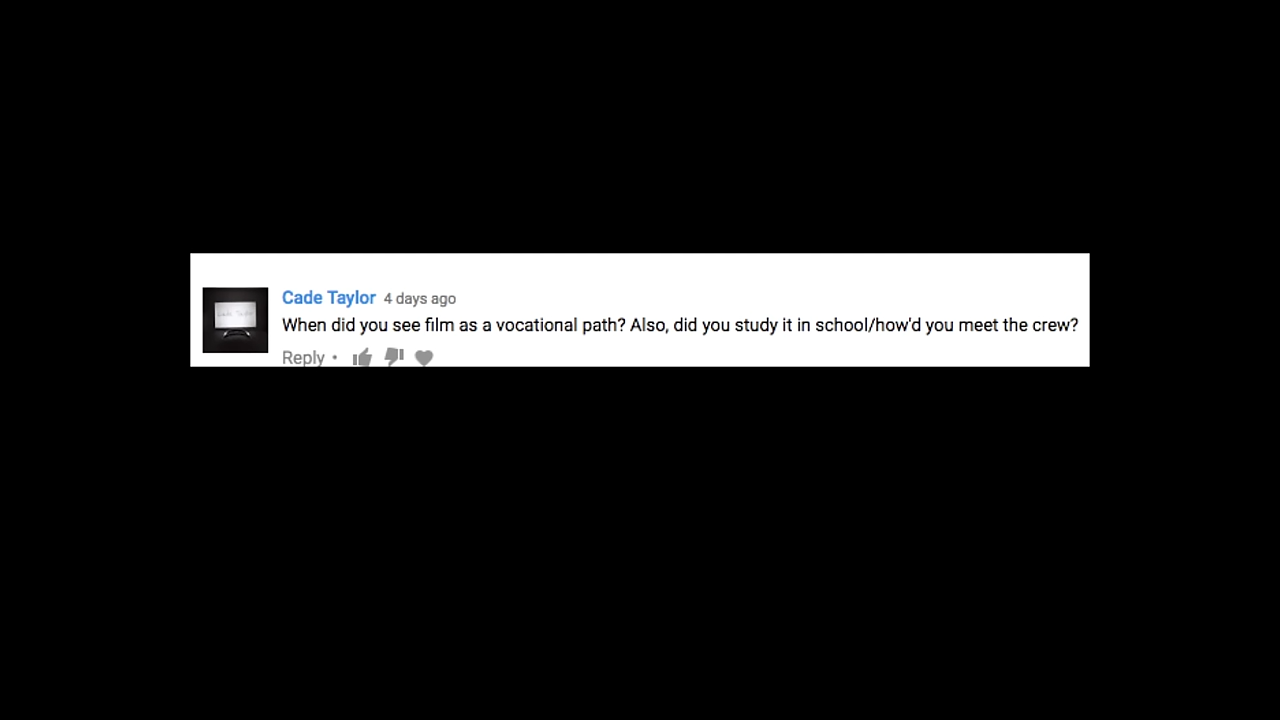 Cade Taylor 4 days ago
When did you see film as a vocational path? Also, did you study it in school/how'd you meet the crew?
Reply •